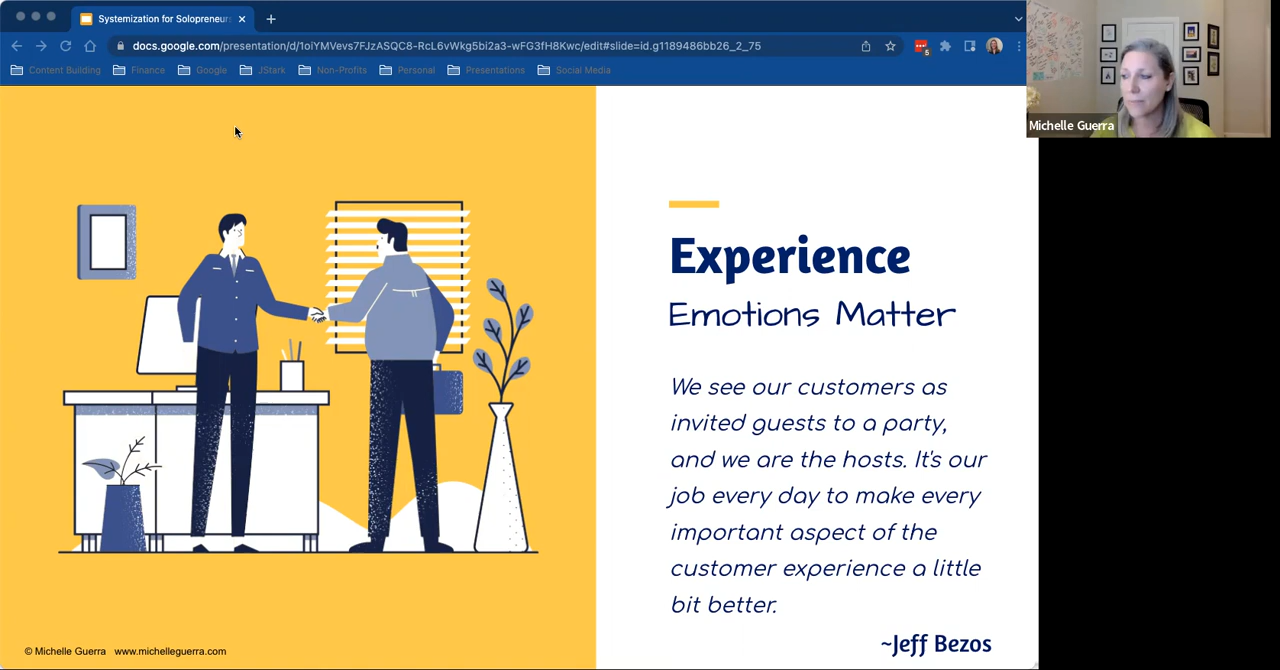 Systemization for Solopreneurs
docs.google.com/presentation/d/1oiYMVevs7FJzASQC8-RcL6vWkg5bi2a3-wFG3fH8Kwc/edit#slide=id.g1189486bb26_2_75
5
Content Building Finance Google JStark Non-Profits Personal Presentations Social Media
Michelle Guerra
Experience
Emotions Matter
We see our customers as
invited guests to a party,
and we are the hosts. It's our
job every day to make every
important aspect of the
customer experience a little
bit better.
~Jeff Bezos
© Michelle Guerra www.michelleguerra.com